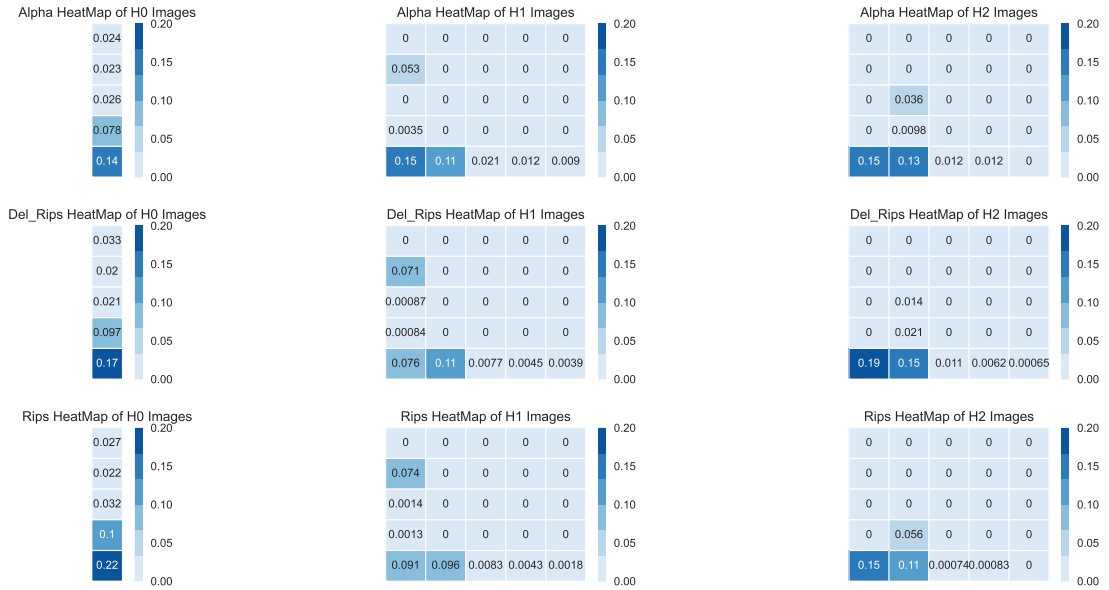 Alpha HeatMap of H0 Images
0.024
0.023
0.026
0.078
0.14
0.20
0.15
0.10
0.05
0.00
Alpha HeatMap of H1 Images
0 0 0 0 0
0.053 0 0 0 0
0 0 0 0 0
0.0035 0 0 0 0
0.15 0.11 0.021 0.012 0.009
0.20
0.15
0.10
0.05
0.00
Alpha HeatMap of H2 Images
0 0 0 0 0
0 0 0 0 0
0 0.036 0 0 0
0 0.0098 0 0 0
0.15 0.13 0.012 0.012 0
0.20
0.15
0.10
0.05
0.00
Del_Rips HeatMap of H0 Images
0.033
0.02
0.021
0.097
0.17
0.20
0.15
0.10
0.05
0.00
Del_Rips HeatMap of H1 Images
0 0 0 0 0
0.071 0 0 0 0
0.00087 0 0 0 0
0.00084 0 0 0 0
0.076 0.11 0.0077 0.0045 0.0039
0.20
0.15
0.10
0.05
0.00
Del_Rips HeatMap of H2 Images
0 0 0 0 0
0 0 0 0 0
0 0.014 0 0 0
0 0.021 0 0 0
0.19 0.15 0.011 0.0062 0.00065
0.20
0.15
0.10
0.05
0.00
Rips HeatMap of H0 Images
0.027
0.022
0.032
0.1
0.22
0.20
0.15
0.10
0.05
0.00
Rips HeatMap of H1 Images
0 0 0 0 0
0.074 0 0 0 0
0.0014 0 0 0 0
0.0013 0 0 0 0
0.091 0.096 0.0083 0.0043 0.0018
0.20
0.15
0.10
0.05
0.00
Rips HeatMap of H2 Images
0 0 0 0 0
0 0 0 0 0
0 0 0 0 0
0 0.056 0 0 0
0.15 0.11 0.00074 0.00083 0
0.20
0.15
0.10
0.05
0.00